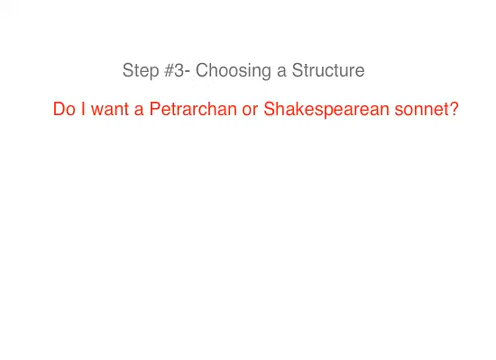 Step #3- Choosing a Structure
Do I want a Petrarchan or Shakespearean sonnet?